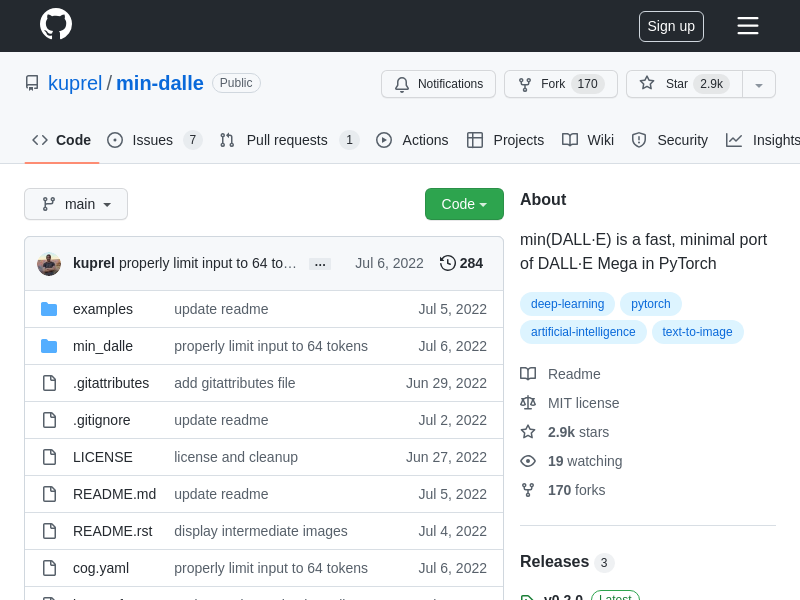 Sign up
kuprel / min-dalle Public
Notifications Fork 170 Star 2.9k
Code Issues 7 Pull requests 1 Actions Projects Wiki Security Insights
main Code
kuprel properly limit input to 64 to… … Jul 6, 2022 284
examples update readme Jul 5, 2022
min_dalle properly limit input to 64 tokens Jul 6, 2022
.gitattributes add gitattributes file Jun 29, 2022
.gitignore update readme Jul 2, 2022
LICENSE license and cleanup Jun 27, 2022
README.md update readme Jul 5, 2022
README.rst display intermediate images Jul 4, 2022
cog.yaml properly limit input to 64 tokens Jul 6, 2022
About
min(DALL·E) is a fast, minimal port
of DALL·E Mega in PyTorch
deep-learning pytorch
artificial-intelligence text-to-image
Readme
MIT license
2.9k stars
19 watching
170 forks
Releases 3
v0.2.0 Latest